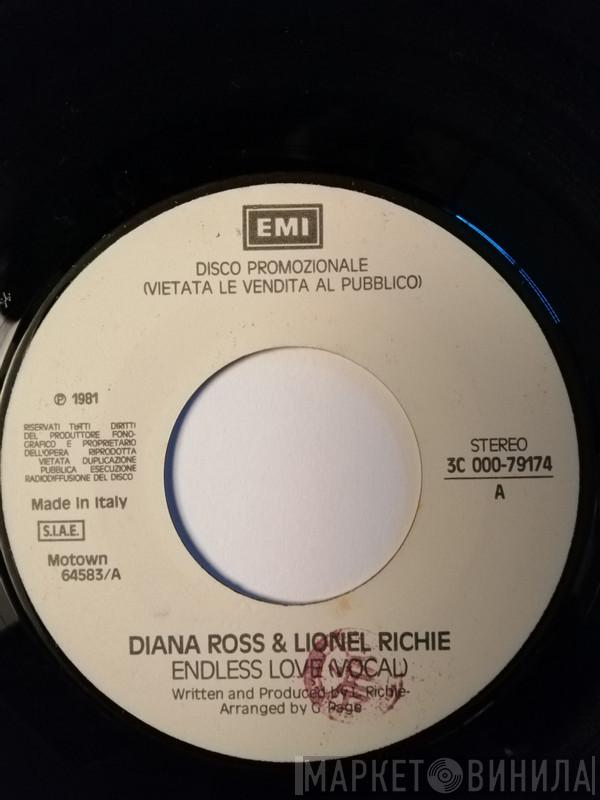 EMI
DISCO PROMOZIONALE
(VIETATA LE VENDITA AL PUBBLICO)
℗ 1981
RISERVATI TUTTI DIRITTI
DEL PRODUTTORE FONO-
GRAFICO E PROPRIETARIO
DELL'OPERA RIPRODOTTA
VIETATA DUPLICAZIONE
PUBBLICA ESECUZIONE
RADIODIFFUSIONE DEL DISCO
Made in Italy
S.I.A.E.
Motown
64583/A
STEREO
3C 000-79174
A
DIANA ROSS & LIONEL RICHIE
ENDLESS LOVE (VOCAL)
Written and Produced by L. Richie-
Arranged by G Page
МАРКЕТ ВИНИЛА